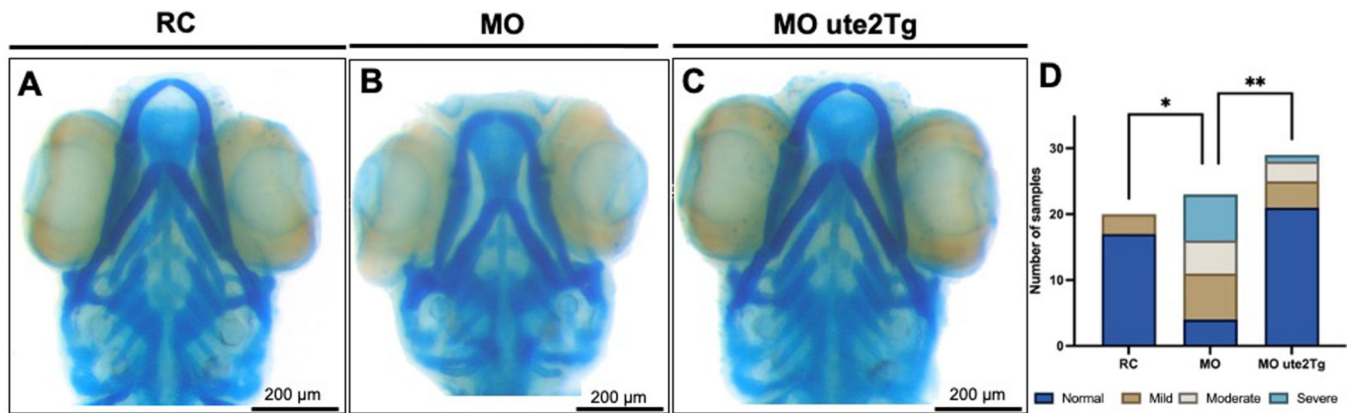 RC
MO
MO ute2Tg
A
B
C
D
200 µm
200 µm
200 µm
*
**
Number of samples
30
20
10
0
RC
MO
MO ute2Tg
Normal
Mild
Moderate
Severe